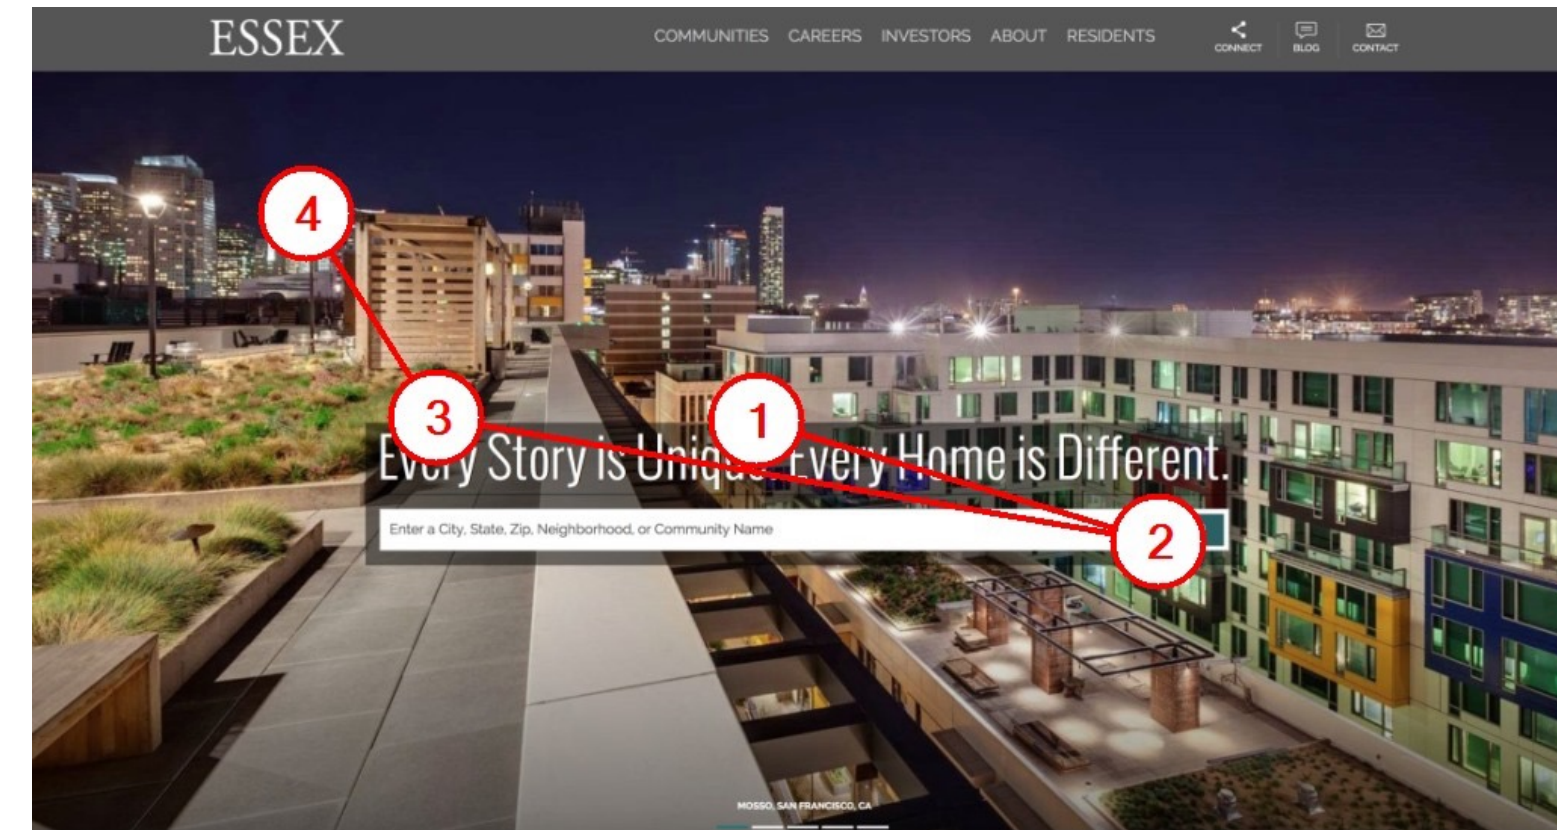 ESSEX
COMMUNITIES CAREERS INVESTORS ABOUT RESIDENTS
CONNECT BLOG CONTACT
4
3
1
Every Story is Unique. Every Home is Different.
2
Enter a City, State, Zip, Neighborhood, or Community Name
MOSSO, SAN FRANCISCO, CA